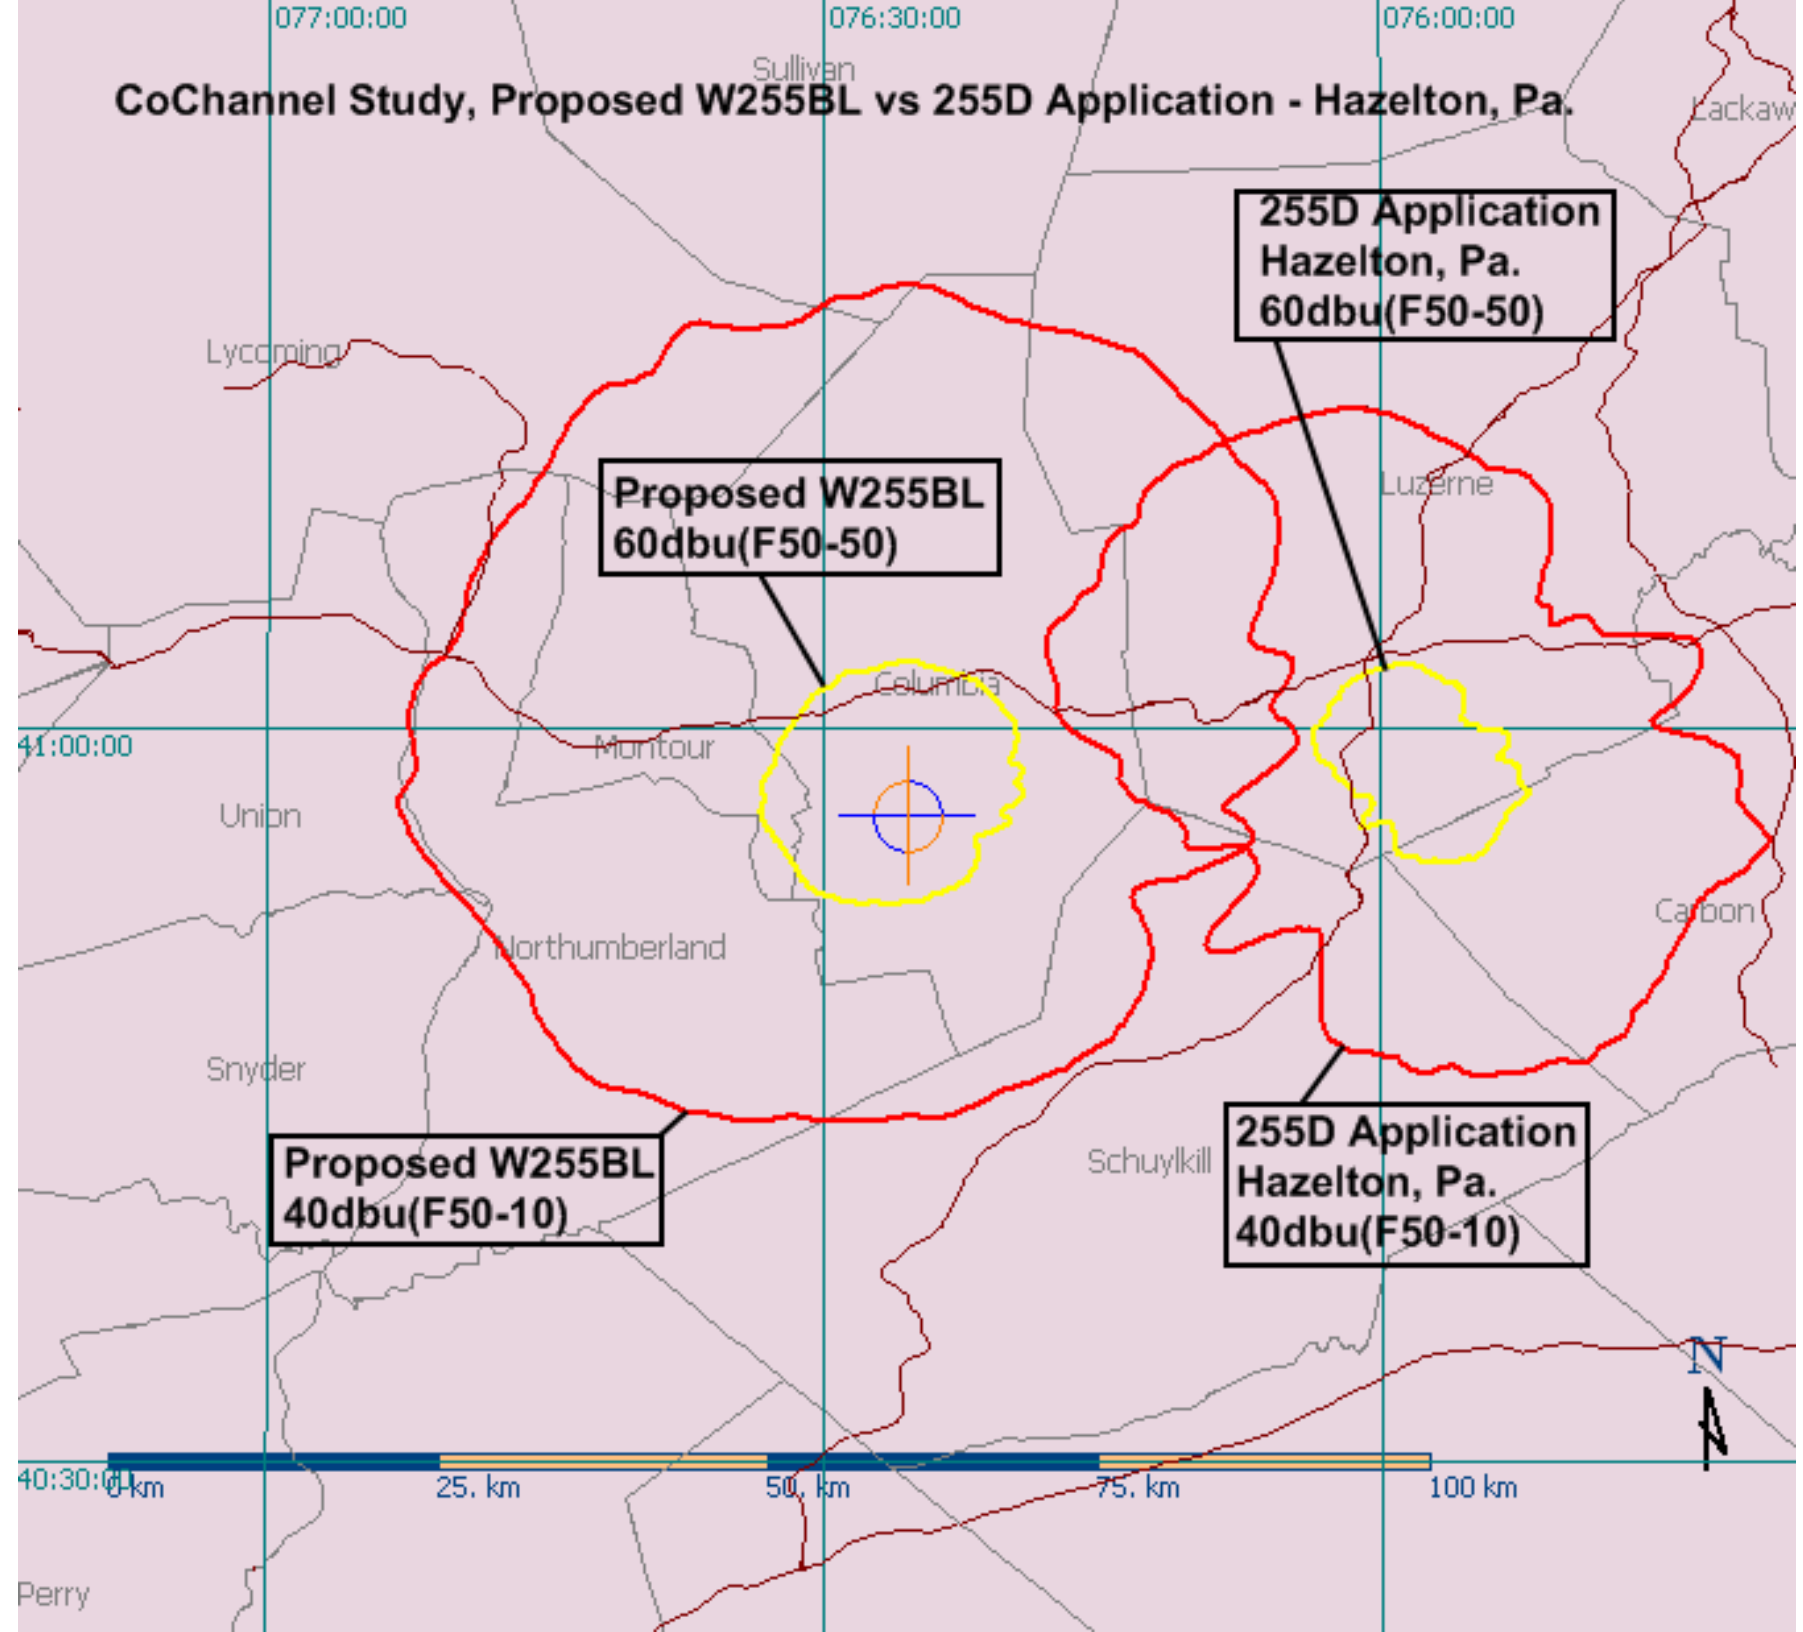 077:00:00
076:30:00
076:00:00
Sullivan
CoChannel Study, Proposed W255BL vs 255D Application - Hazelton, Pa.
Lackaw
255D Application
Hazelton, Pa.
60dbu(F50-50)
Lycoming
Luzerne
Proposed W255BL
60dbu(F50-50)
Columbia
41:00:00
Montour
Union
Carbon
Northumberland
Snyder
255D Application
Hazelton, Pa.
40dbu(F50-10)
Schuylkill
Proposed W255BL
40dbu(F50-10)
N
40:30:00
0 km
25. km
50. km
75. km
100 km
Perry